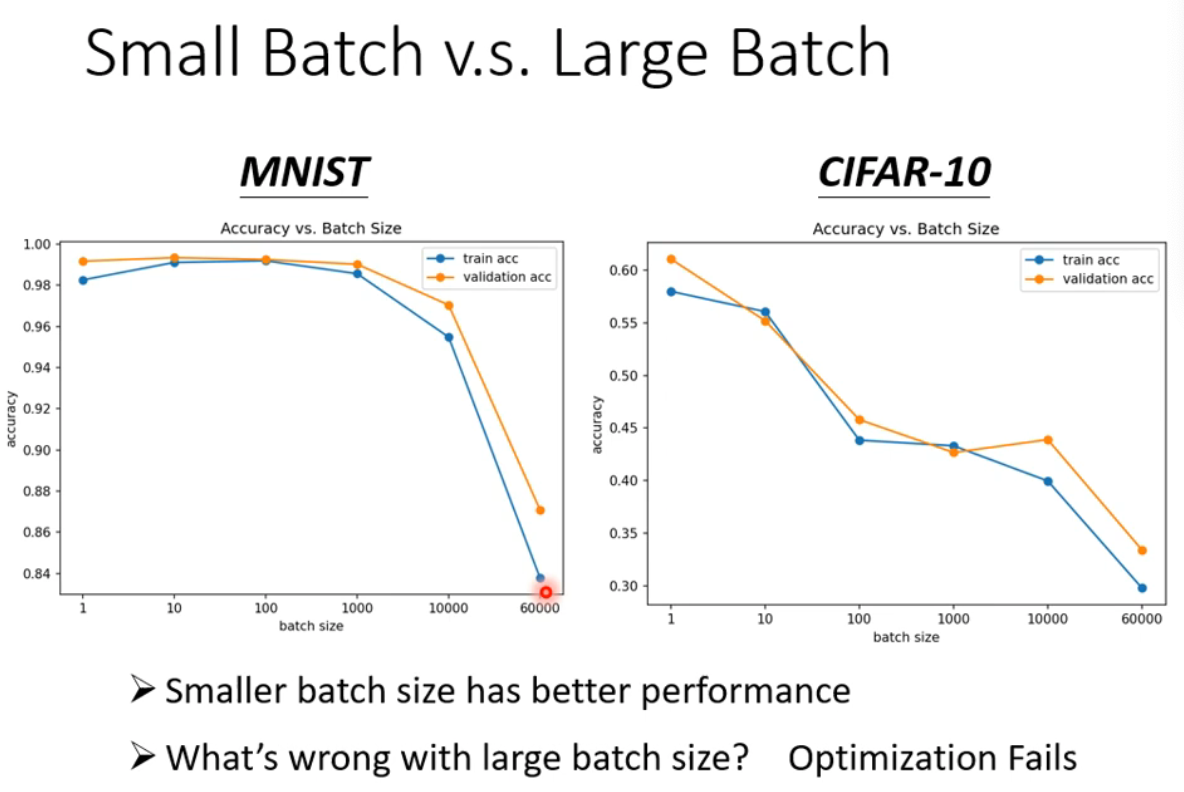 Small Batch v.s. Large Batch
MNIST
Accuracy vs. Batch Size
train acc
validation acc
1.00
0.98
0.96
0.94
0.92
0.90
0.88
0.86
0.84
accuracy
1 10 100 1000 10000 60000
batch size
CIFAR-10
Accuracy vs. Batch Size
train acc
validation acc
0.60
0.55
0.50
0.45
0.40
0.35
0.30
accuracy
1 10 100 1000 10000 60000
batch size
➢ Smaller batch size has better performance
➢ What’s wrong with large batch size? Optimization Fails